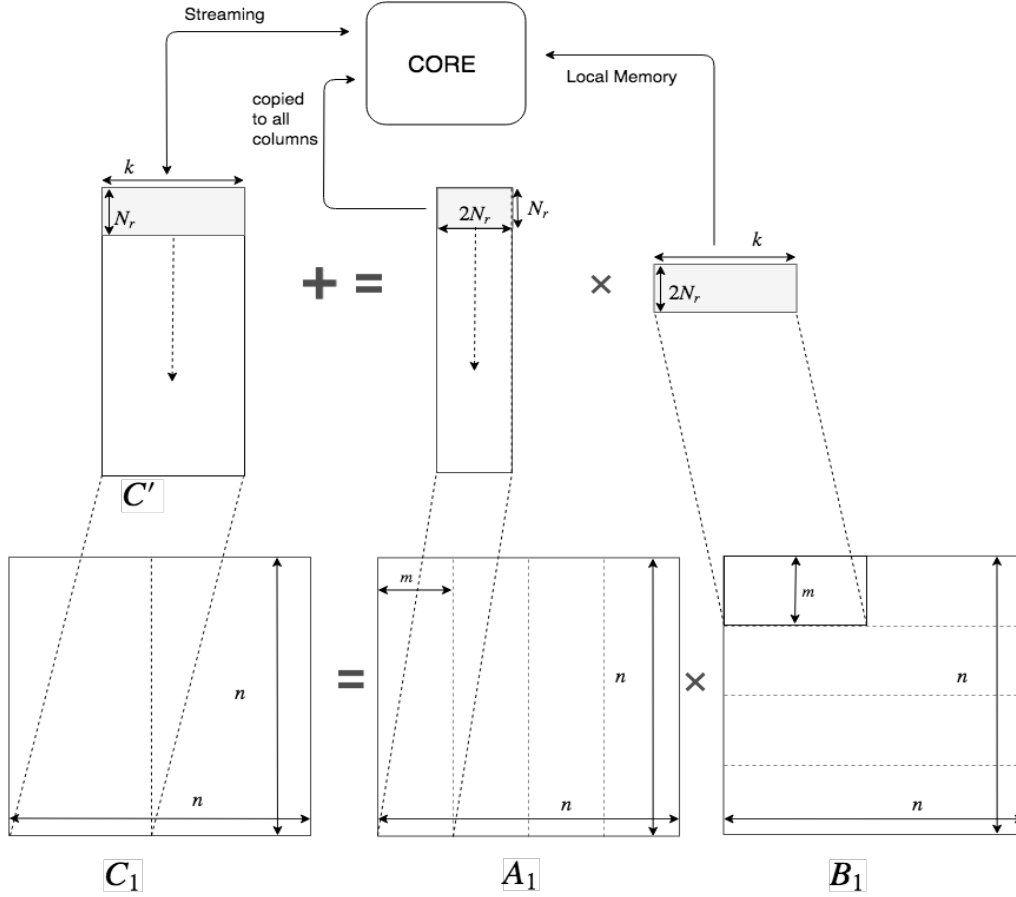 Streaming
CORE
Local Memory
copied
to all
columns
k
N_r
2N_r
N_r
k
2N_r
+ =
×
C'
m
m
n
n
n
=
×
n
n
n
C_1
A_1
B_1